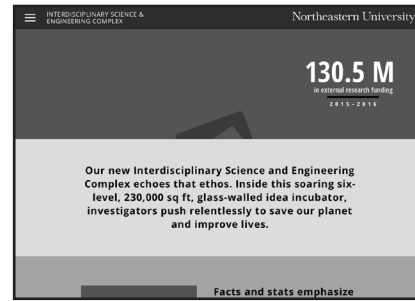 INTERDISCIPLINARY SCIENCE &
ENGINEERING COMPLEX
Northeastern University
130.5 M
in external research funding
2015-2016
Our new Interdisciplinary Science and Engineering
Complex echoes that ethos. Inside this soaring six-
level, 230,000 sq ft, glass-walled idea incubator,
investigators push relentlessly to save our planet
and improve lives.
Facts and stats emphasize